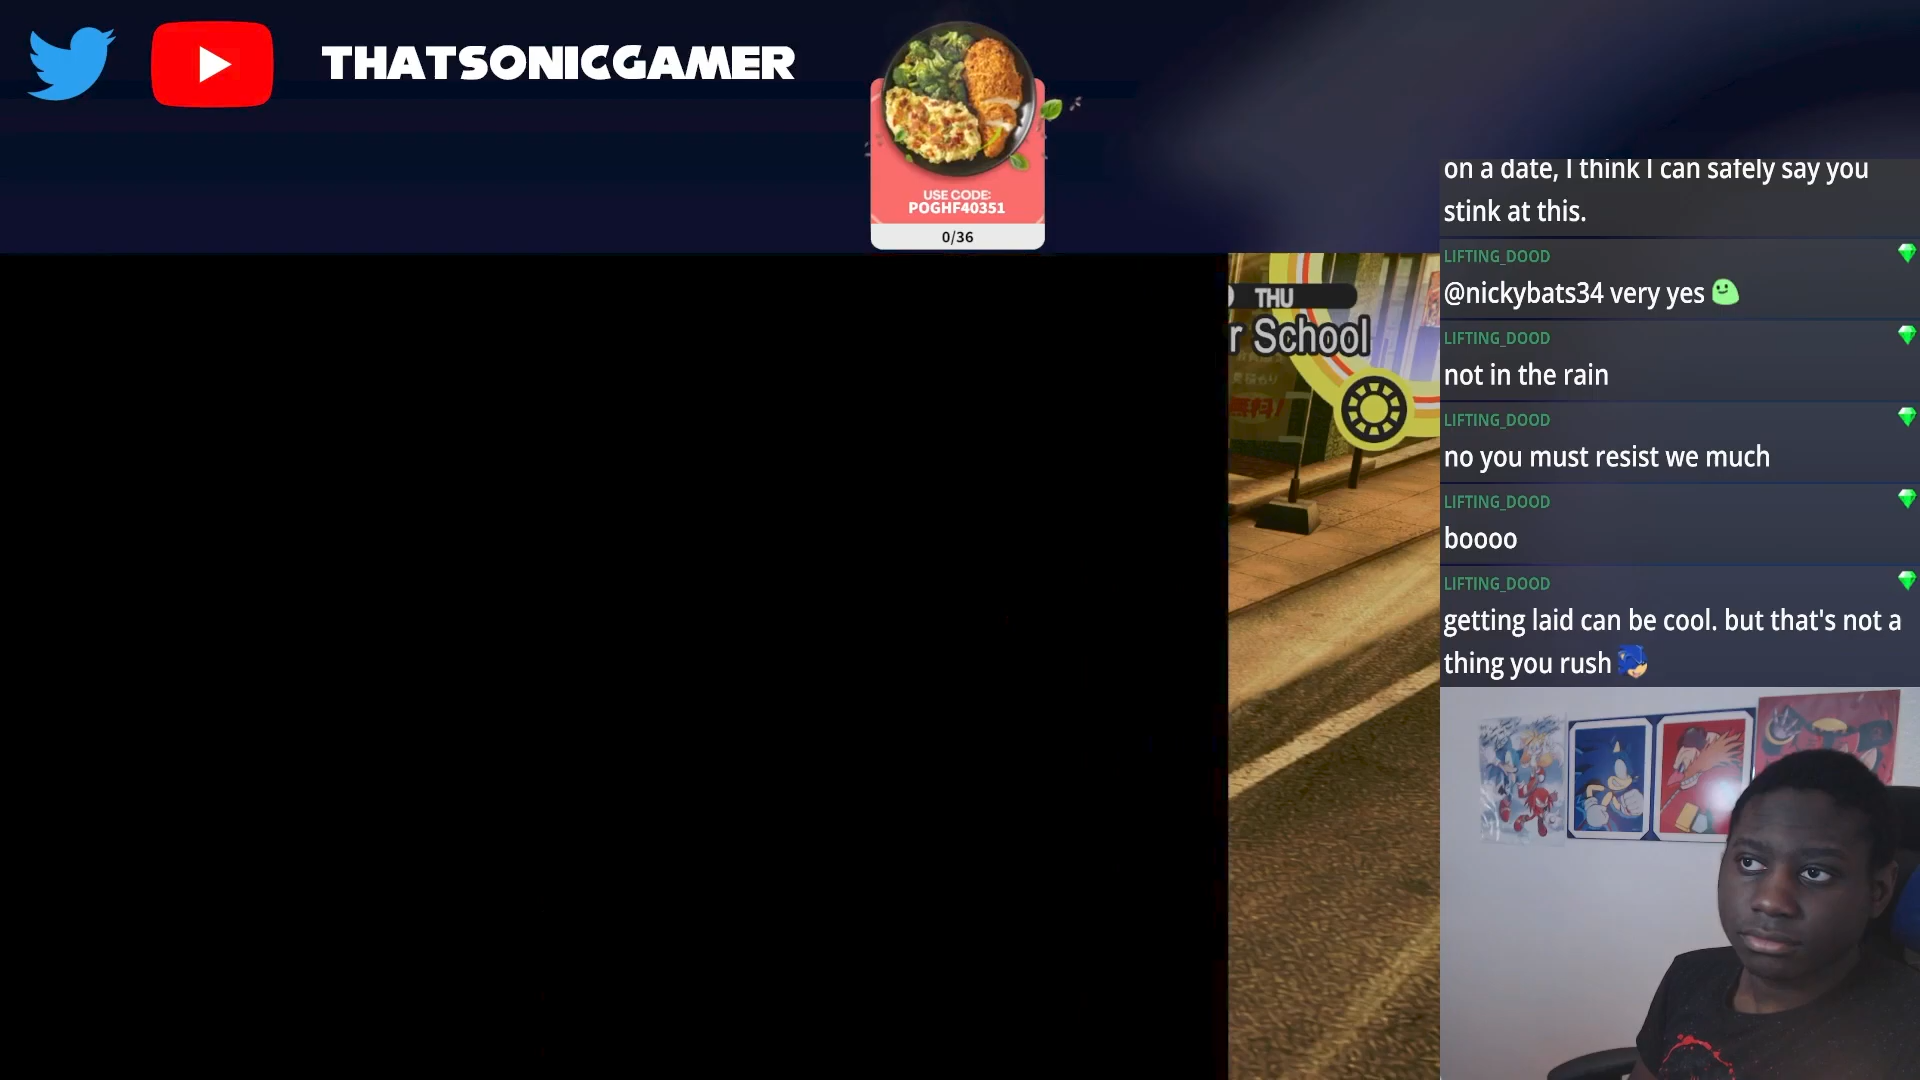 THATSONICGAMER
USE CODE:
POGHF40351
0/36
THU
r School
on a date, I think I can safely say you
stink at this.
LIFTING_DOOD
@nickybats34 very yes
LIFTING_DOOD
not in the rain
LIFTING_DOOD
no you must resist we much
LIFTING_DOOD
boooo
LIFTING_DOOD
getting laid can be cool. but that's not a
thing you rush